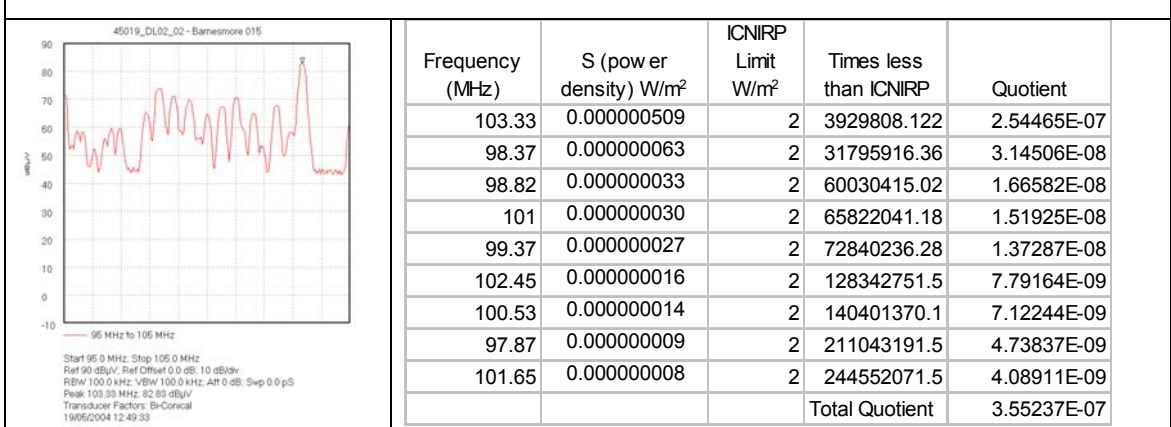 45019_DL02_02 - Barnesmore 015
90
80
70
60
50
40
30
20
10
0
-10
dBµV
95 MHz to 105 MHz
Start 95.0 MHz; Stop 105.0 MHz
Ref 90 dBµV; Ref Offset 0.0 dB; 10 dB/div
RBW 100.0 kHz; VBW 100.0 kHz; Att 0 dB; Swp 0.0 pS
Peak 103.33 MHz, 82.83 dBµV
Transducer Factors: Bi-Conical
19/05/2004 12:49:33
Frequency (MHz) S (power density) W/m² ICNIRP Limit W/m² Times less than ICNIRP Quotient
103.33 0.000000509 2 3929808.122 2.54465E-07
98.37 0.000000063 2 31795916.36 3.14506E-08
98.82 0.000000033 2 60030415.02 1.66582E-08
101 0.000000030 2 65822041.18 1.51925E-08
99.37 0.000000027 2 72840236.28 1.37287E-08
102.45 0.000000016 2 128342751.5 7.79164E-09
100.53 0.000000014 2 140401370.1 7.12244E-09
97.87 0.000000009 2 211043191.5 4.73837E-09
101.65 0.000000008 2 244552071.5 4.08911E-09
Total Quotient 3.55237E-07